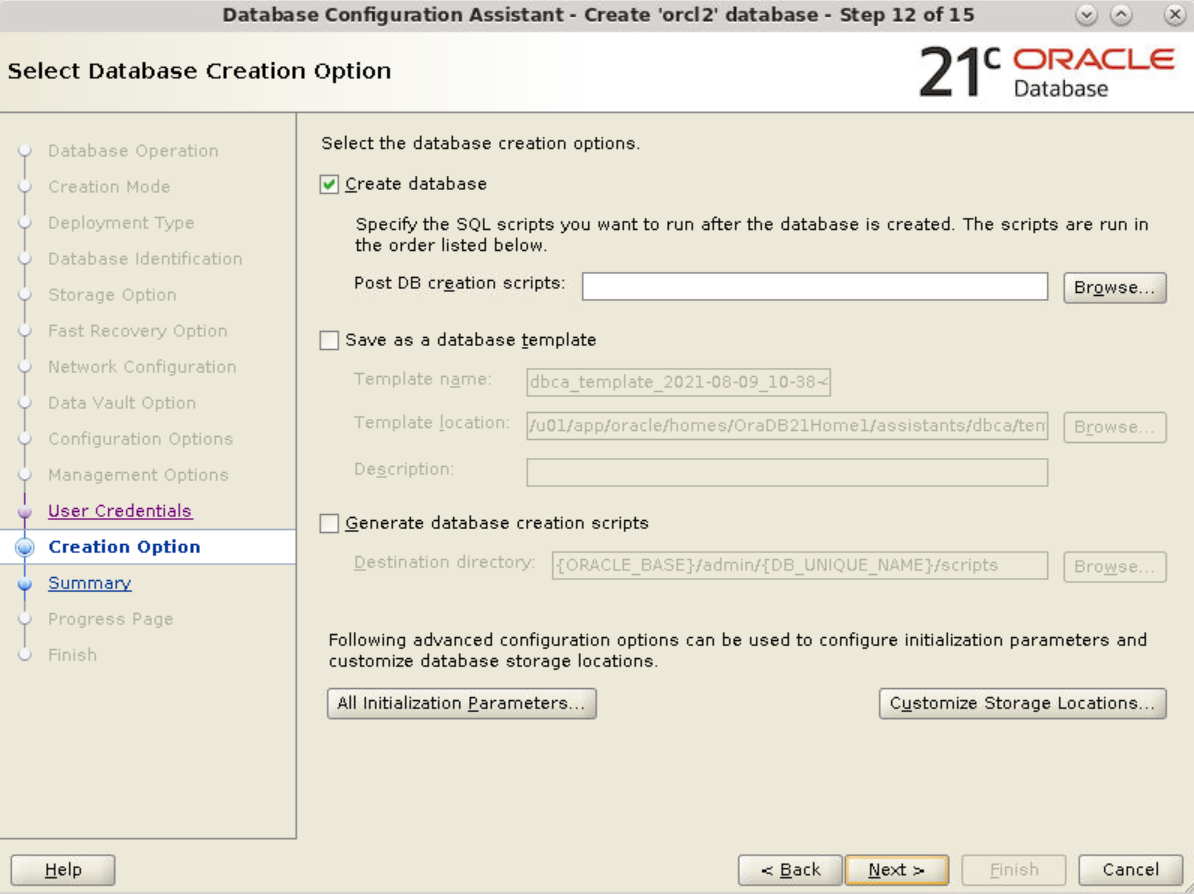 Database Configuration Assistant - Create 'orcl2' database - Step 12 of 15
Select Database Creation Option
21c ORACLE
Database
Database Operation
Creation Mode
Deployment Type
Database Identification
Storage Option
Fast Recovery Option
Network Configuration
Data Vault Option
Configuration Options
Management Options
User Credentials
Creation Option
Summary
Progress Page
Finish
Select the database creation options.
Create database
Specify the SQL scripts you want to run after the database is created. The scripts are run in
the order listed below.
Post DB creation scripts:
Browse...
Save as a database template
Template name: dbca_template_2021-08-09_10-38-
Template location: /u01/app/oracle/homes/OraDB21Home1/assistants/dbca/tem
Browse...
Description:
Generate database creation scripts
Destination directory: {ORACLE_BASE}/admin/{DB_UNIQUE_NAME}/scripts
Browse...
Following advanced configuration options can be used to configure initialization parameters and
customize database storage locations.
All Initialization Parameters...
Customize Storage Locations...
Help
< Back
Next >
Finish
Cancel